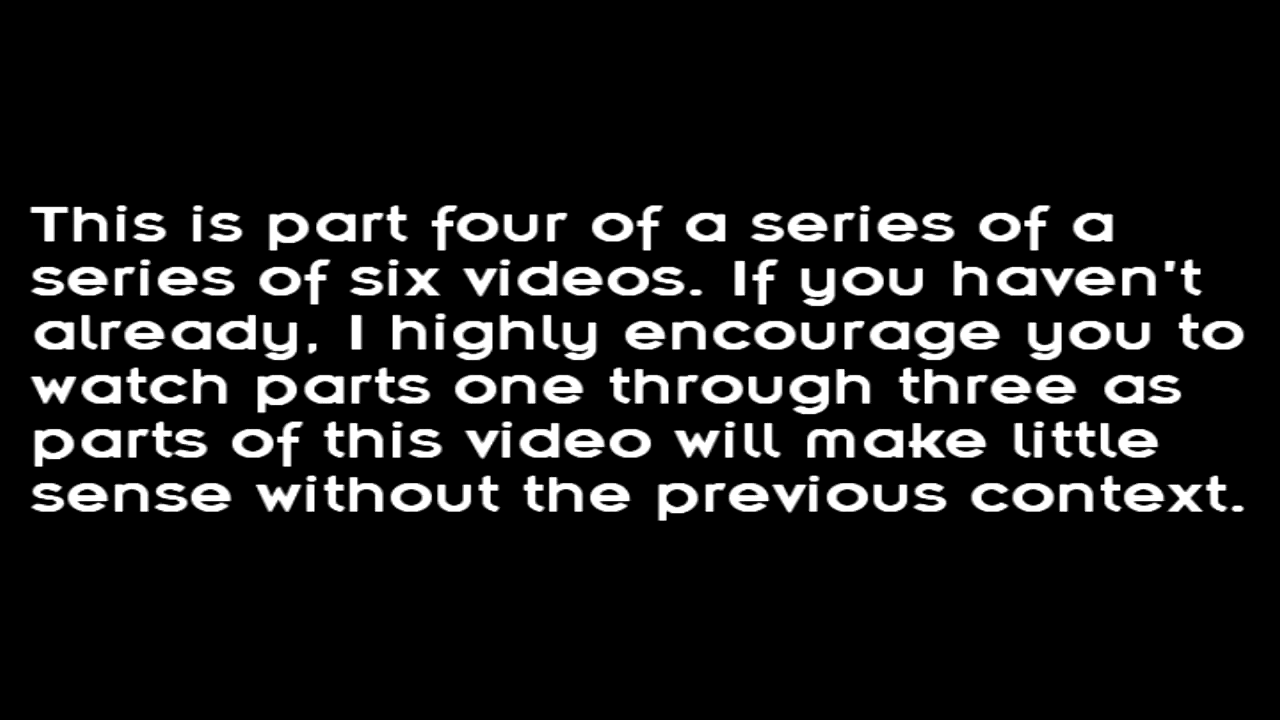 This is part four of a series of a
series of six videos. If you haven't
already, I highly encourage you to
watch parts one through three as
parts of this video will make little
sense without the previous context.